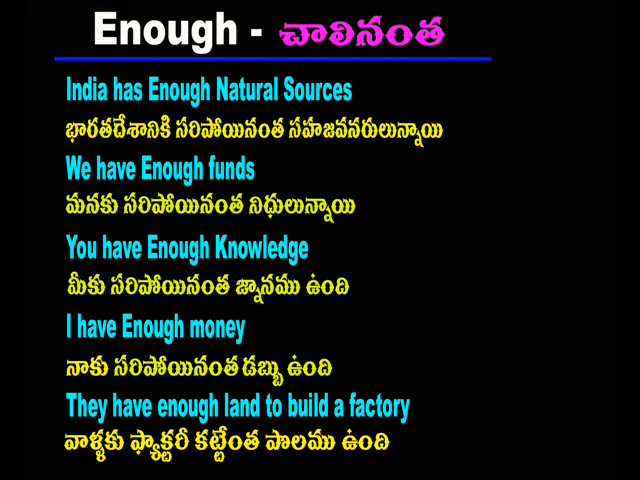 Enough - చాలినంత
India has Enough Natural Sources
భారతదేశానికి సరిపోయినంత సహజవనరులున్నాయి
We have Enough funds
మనకు సరిపోయినంత నిధులున్నాయి
You have Enough Knowledge
మీకు సరిపోయినంత జ్ఞానము ఉంది
I have Enough money
నాకు సరిపోయినంత డబ్బు ఉంది
They have enough land to build a factory
వాళ్ళకు ఫ్యాక్టరీ కట్టేంత పొలము ఉంది